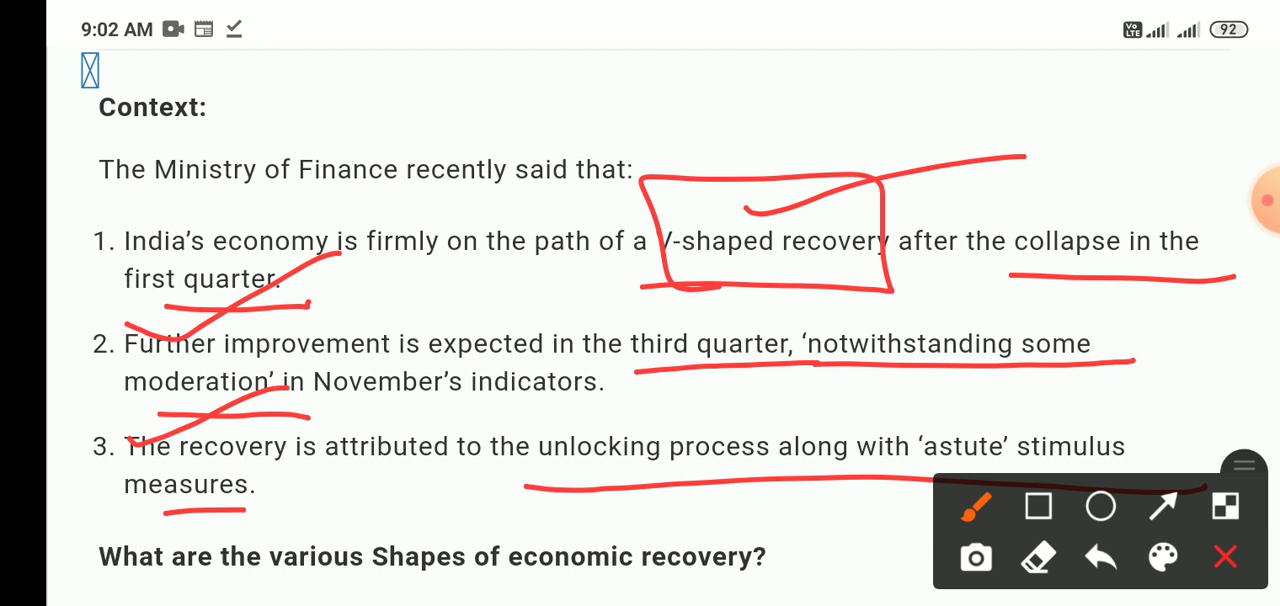 9:02 AM
Vo LTE
92
Context:
The Ministry of Finance recently said that:
1. India’s economy is firmly on the path of a V-shaped recovery after the collapse in the
first quarter.
2. Further improvement is expected in the third quarter, ‘notwithstanding some
moderation’ in November’s indicators.
3. The recovery is attributed to the unlocking process along with ‘astute’ stimulus
measures.
What are the various Shapes of economic recovery?